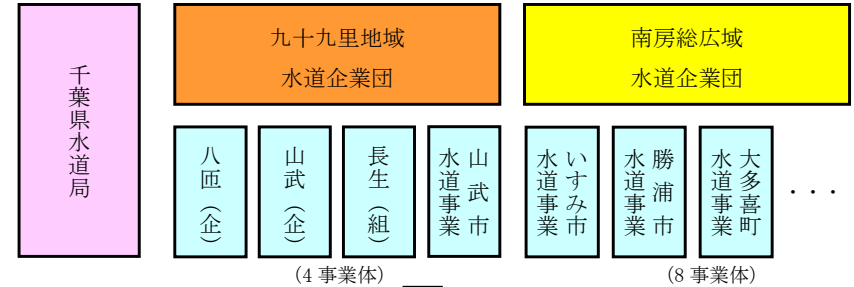 千葉県水道局
九十九里地域
水道企業団
南房総広域
水道企業団
八匝（企）
山武（企）
長生（組）
山武市
水道事業
いすみ市
水道事業
勝浦市
水道事業
大多喜町
水道事業
・・・
（4 事業体）
（8 事業体）